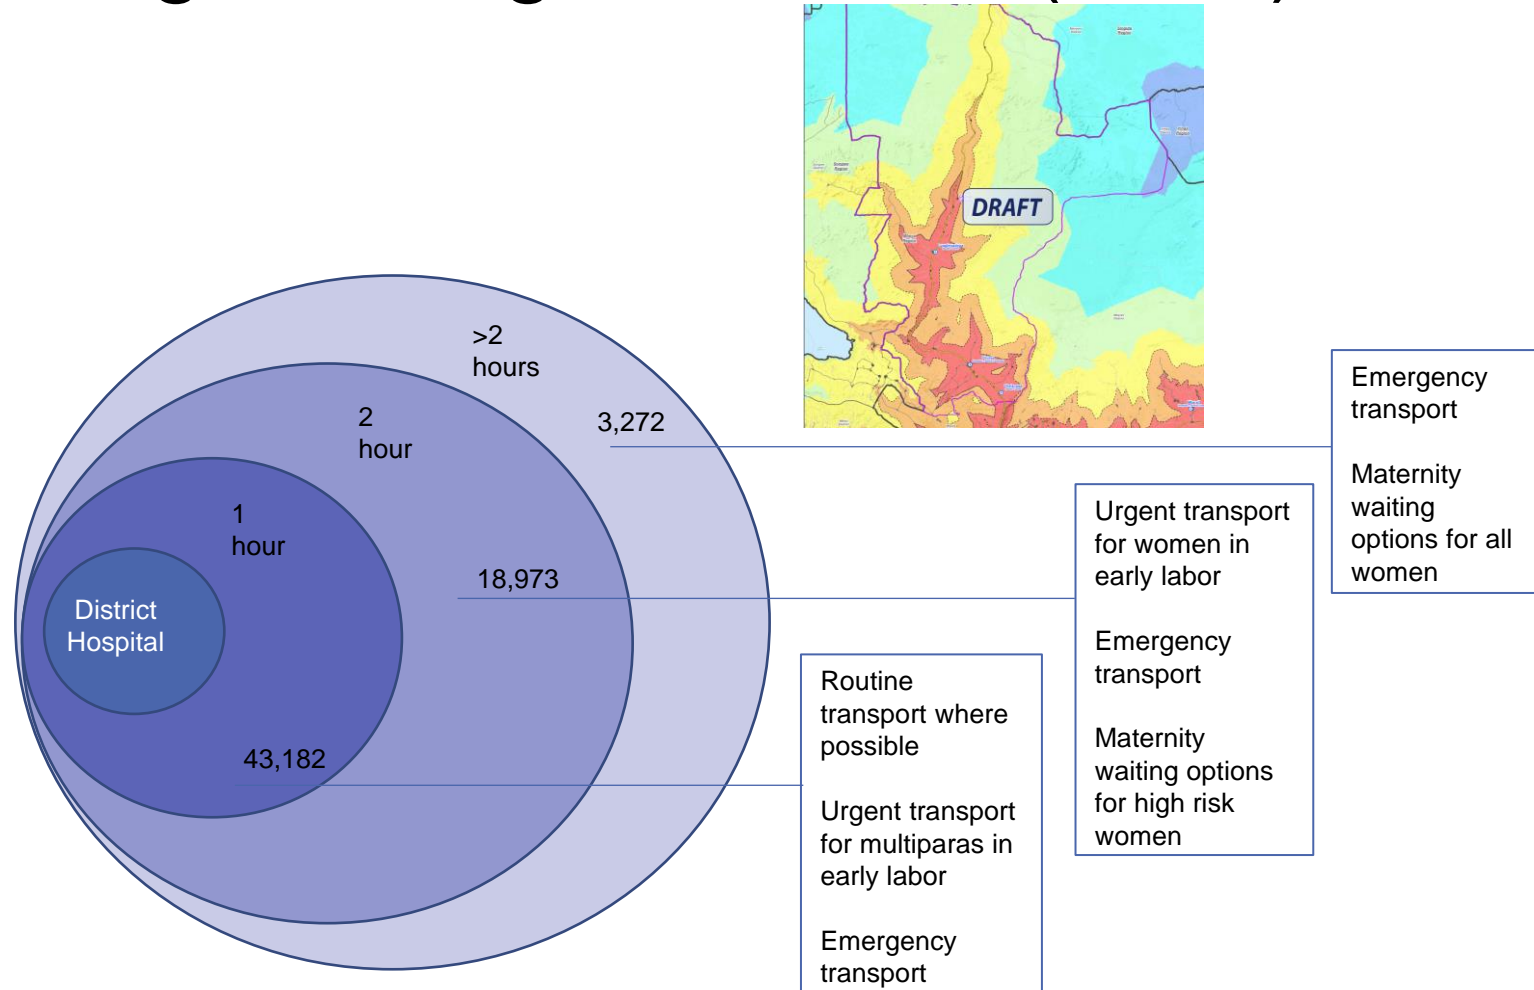 DRAFT
>2
hours
3,272
2
hour
18,973
1
hour
District
Hospital
43,182
Emergency
transport
Maternity
waiting
options for all
women
Urgent transport
for women in
early labor
Emergency
transport
Maternity
waiting options
for high risk
women
Routine
transport where
possible
Urgent transport
for multiparas in
early labor
Emergency
transport